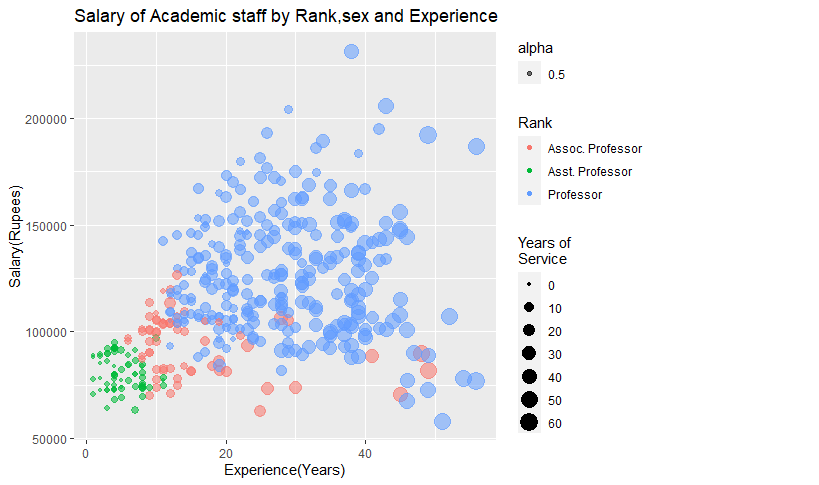 Salary of Academic staff by Rank,sex and Experience
Salary(Rupees)
200000
150000
100000
50000
0
20
40
Experience(Years)
alpha
0.5
Rank
Assoc. Professor
Asst. Professor
Professor
Years of
Service
0
10
20
30
40
50
60